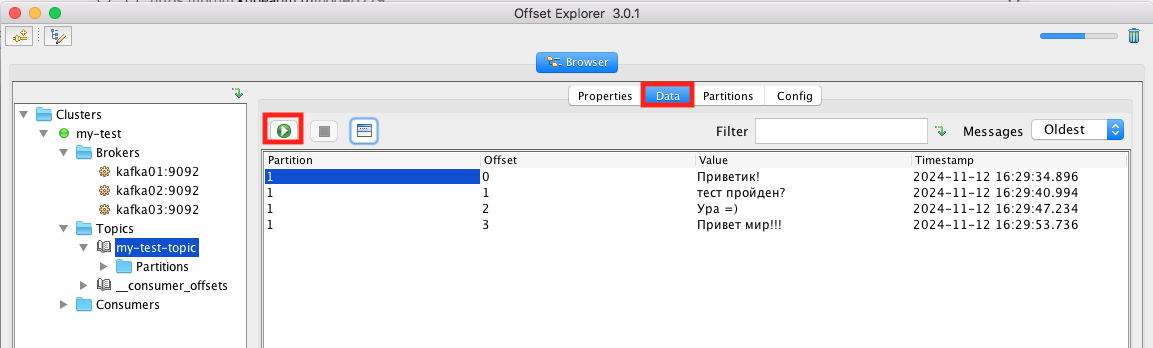 Offset Explorer 3.0.1
Browser
Properties Data Partitions Config
Filter Messages Oldest
Clusters
my-test
Brokers
kafka01:9092
kafka02:9092
kafka03:9092
Topics
my-test-topic
Partitions
__consumer_offsets
Consumers
Partition Offset Value Timestamp
1 0 Приветик! 2024-11-12 16:29:34.896
1 1 тест пройден? 2024-11-12 16:29:40.994
1 2 Ура =) 2024-11-12 16:29:47.234
1 3 Привет мир!!! 2024-11-12 16:29:53.736